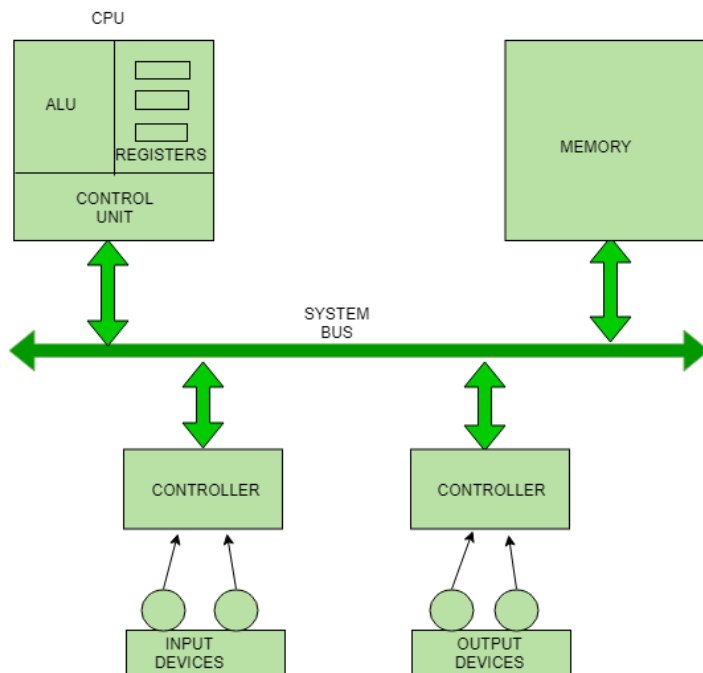 CPU
ALU
REGISTERS
CONTROL
UNIT
MEMORY
SYSTEM
BUS
CONTROLLER
CONTROLLER
INPUT
DEVICES
OUTPUT
DEVICES